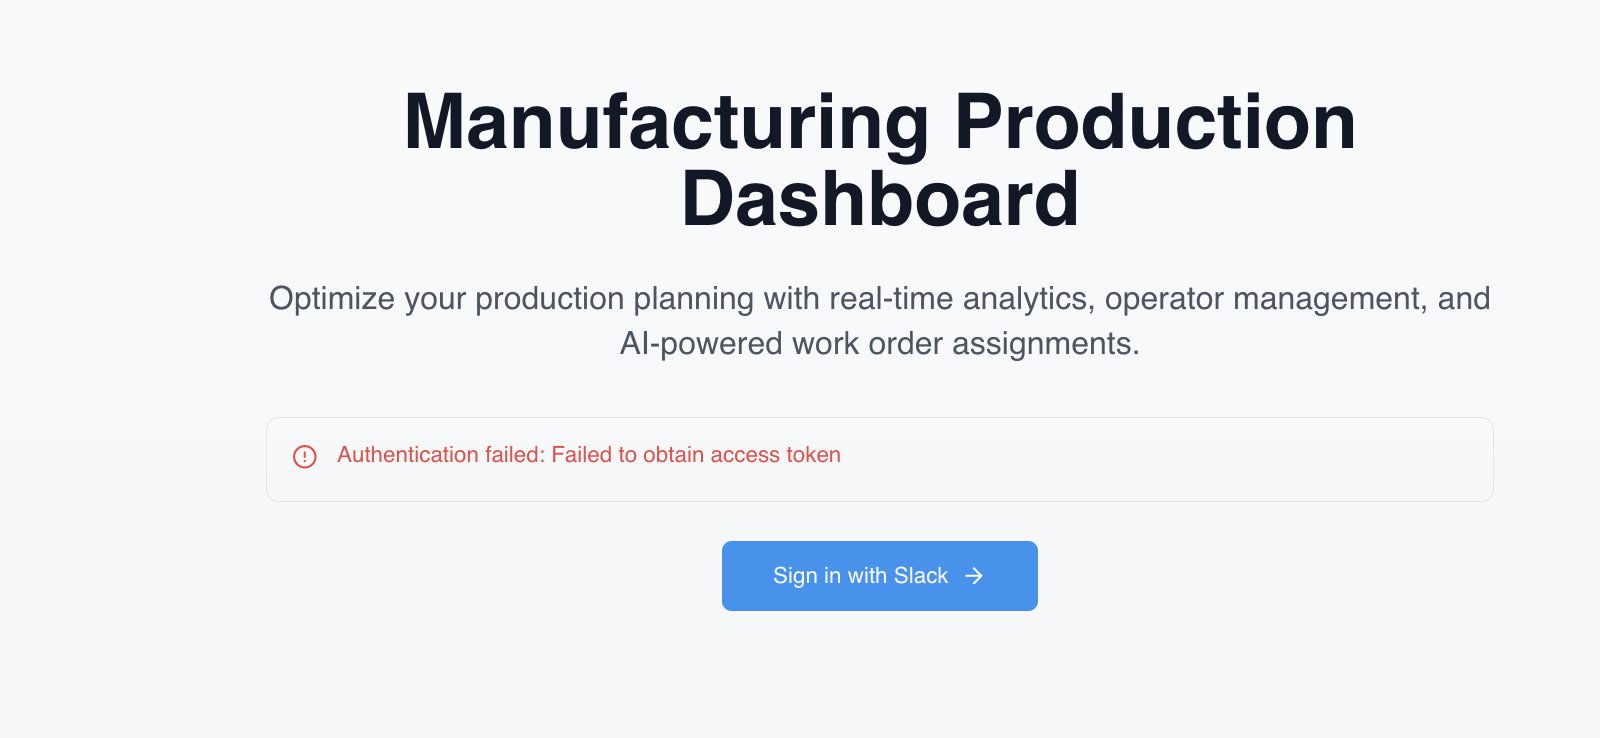 Manufacturing Production
Dashboard
Optimize your production planning with real-time analytics, operator management, and
AI-powered work order assignments.
Authentication failed: Failed to obtain access token
Sign in with Slack